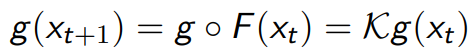 g(x_{t+1}) = g ∘ F(x_t) = 𝒦g(x_t)